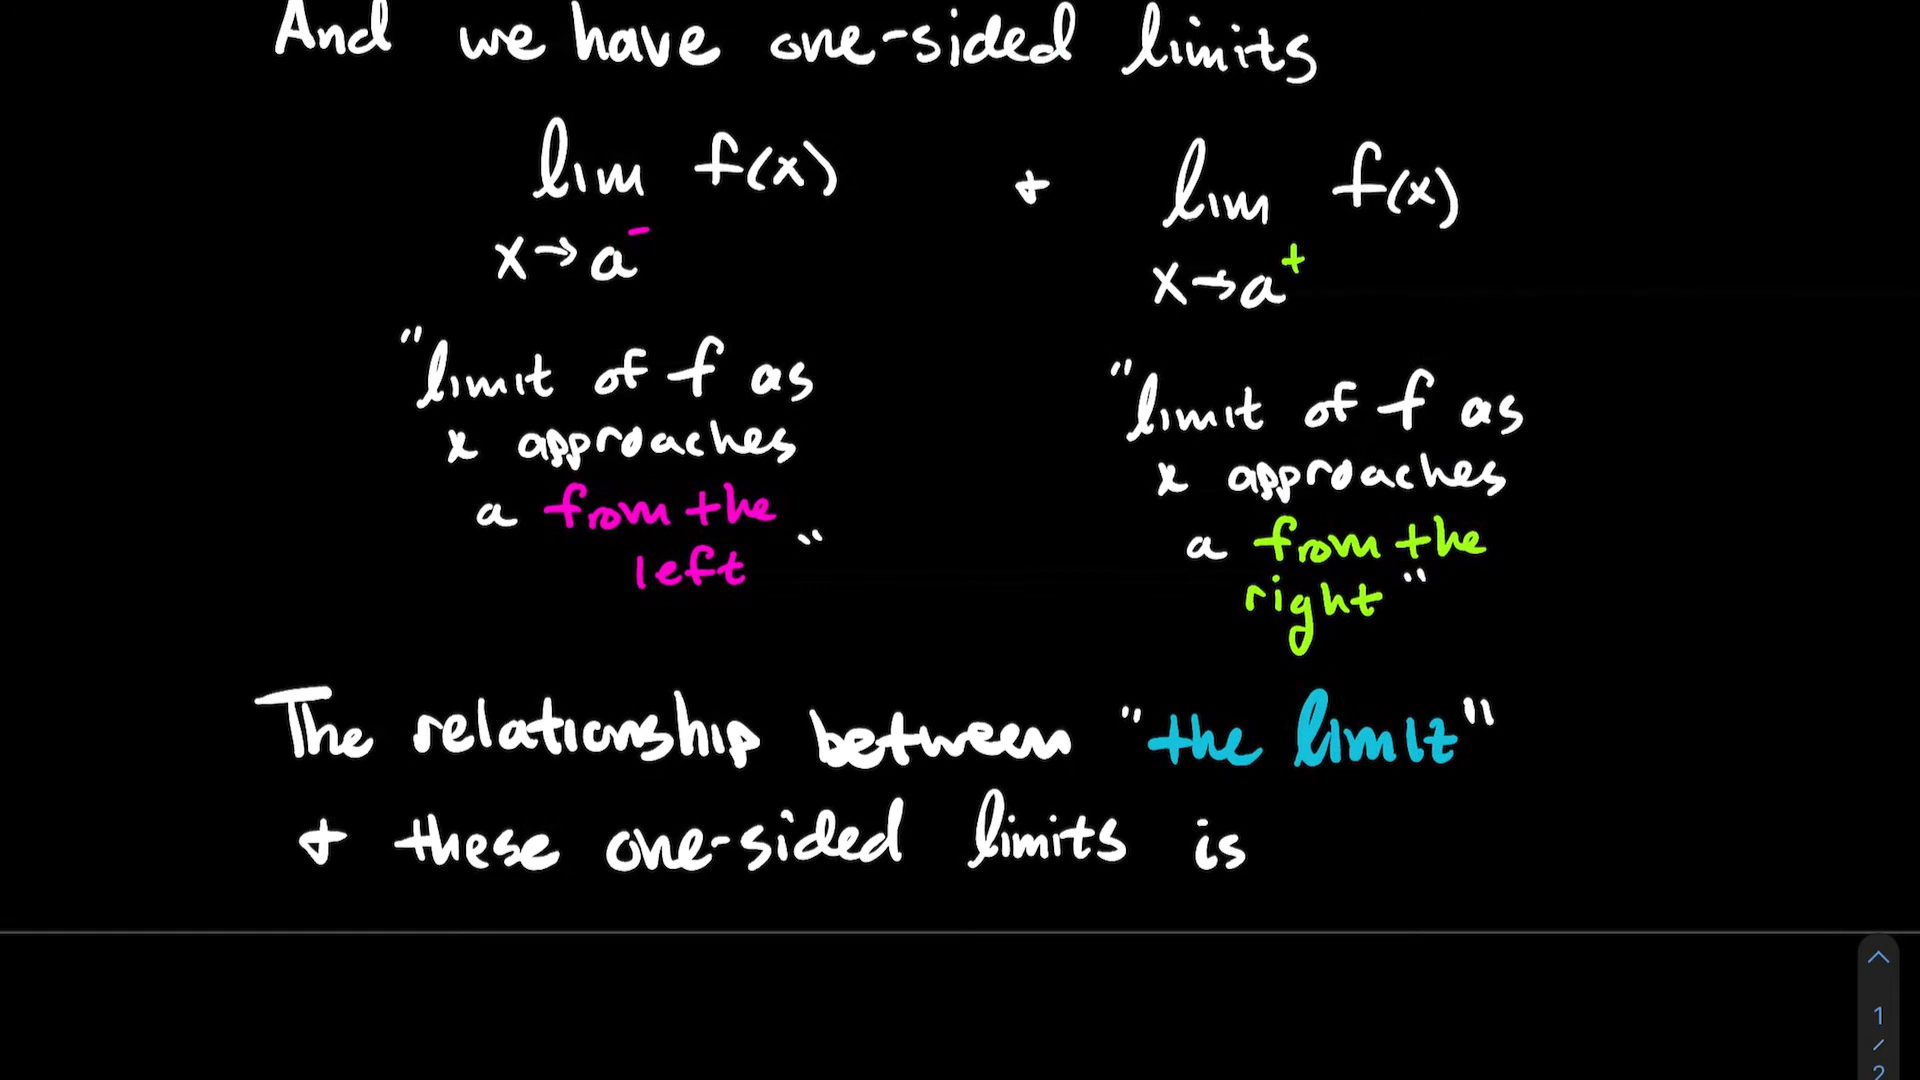 And we have one-sided limits
lim f(x) + lim f(x)
x→a⁻ x→a⁺
"limit of f as
x approaches
a from the
left"
"limit of f as
x approaches
a from the
right"
The relationship between "the limit"
+ these one-sided limits is
1
/
2